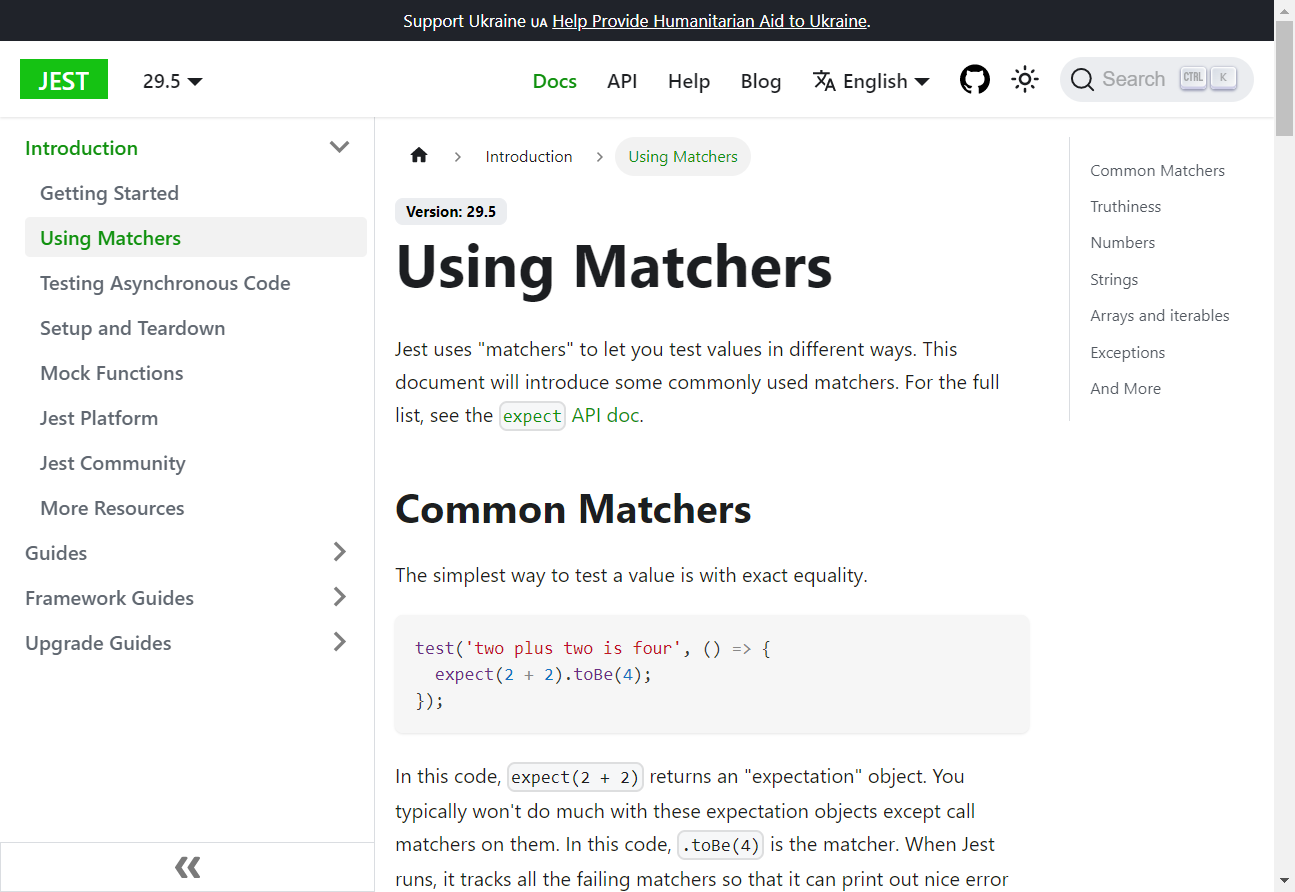 Support Ukraine UA Help Provide Humanitarian Aid to Ukraine.
JEST
29.5
Docs
API
Help
Blog
English
Search
CTRL
K
Introduction
Getting Started
Using Matchers
Testing Asynchronous Code
Setup and Teardown
Mock Functions
Jest Platform
Jest Community
More Resources
Guides
Framework Guides
Upgrade Guides
Introduction
Using Matchers
Version: 29.5
Using Matchers
Jest uses "matchers" to let you test values in different ways. This
document will introduce some commonly used matchers. For the full
list, see the expect API doc.
Common Matchers
The simplest way to test a value is with exact equality.
test('two plus two is four', () => {
  expect(2 + 2).toBe(4);
});
In this code, expect(2 + 2) returns an "expectation" object. You
typically won't do much with these expectation objects except call
matchers on them. In this code, .toBe(4) is the matcher. When Jest
runs, it tracks all the failing matchers so that it can print out nice error
Common Matchers
Truthiness
Numbers
Strings
Arrays and iterables
Exceptions
And More